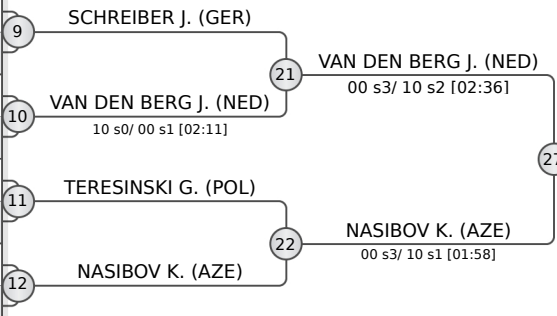 9
SCHREIBER J. (GER)
21
VAN DEN BERG J. (NED)
00 s3/ 10 s2 [02:36]
10
VAN DEN BERG J. (NED)
10 s0/ 00 s1 [02:11]
27
11
TERESINSKI G. (POL)
22
NASIBOV K. (AZE)
00 s3/ 10 s1 [01:58]
12
NASIBOV K. (AZE)